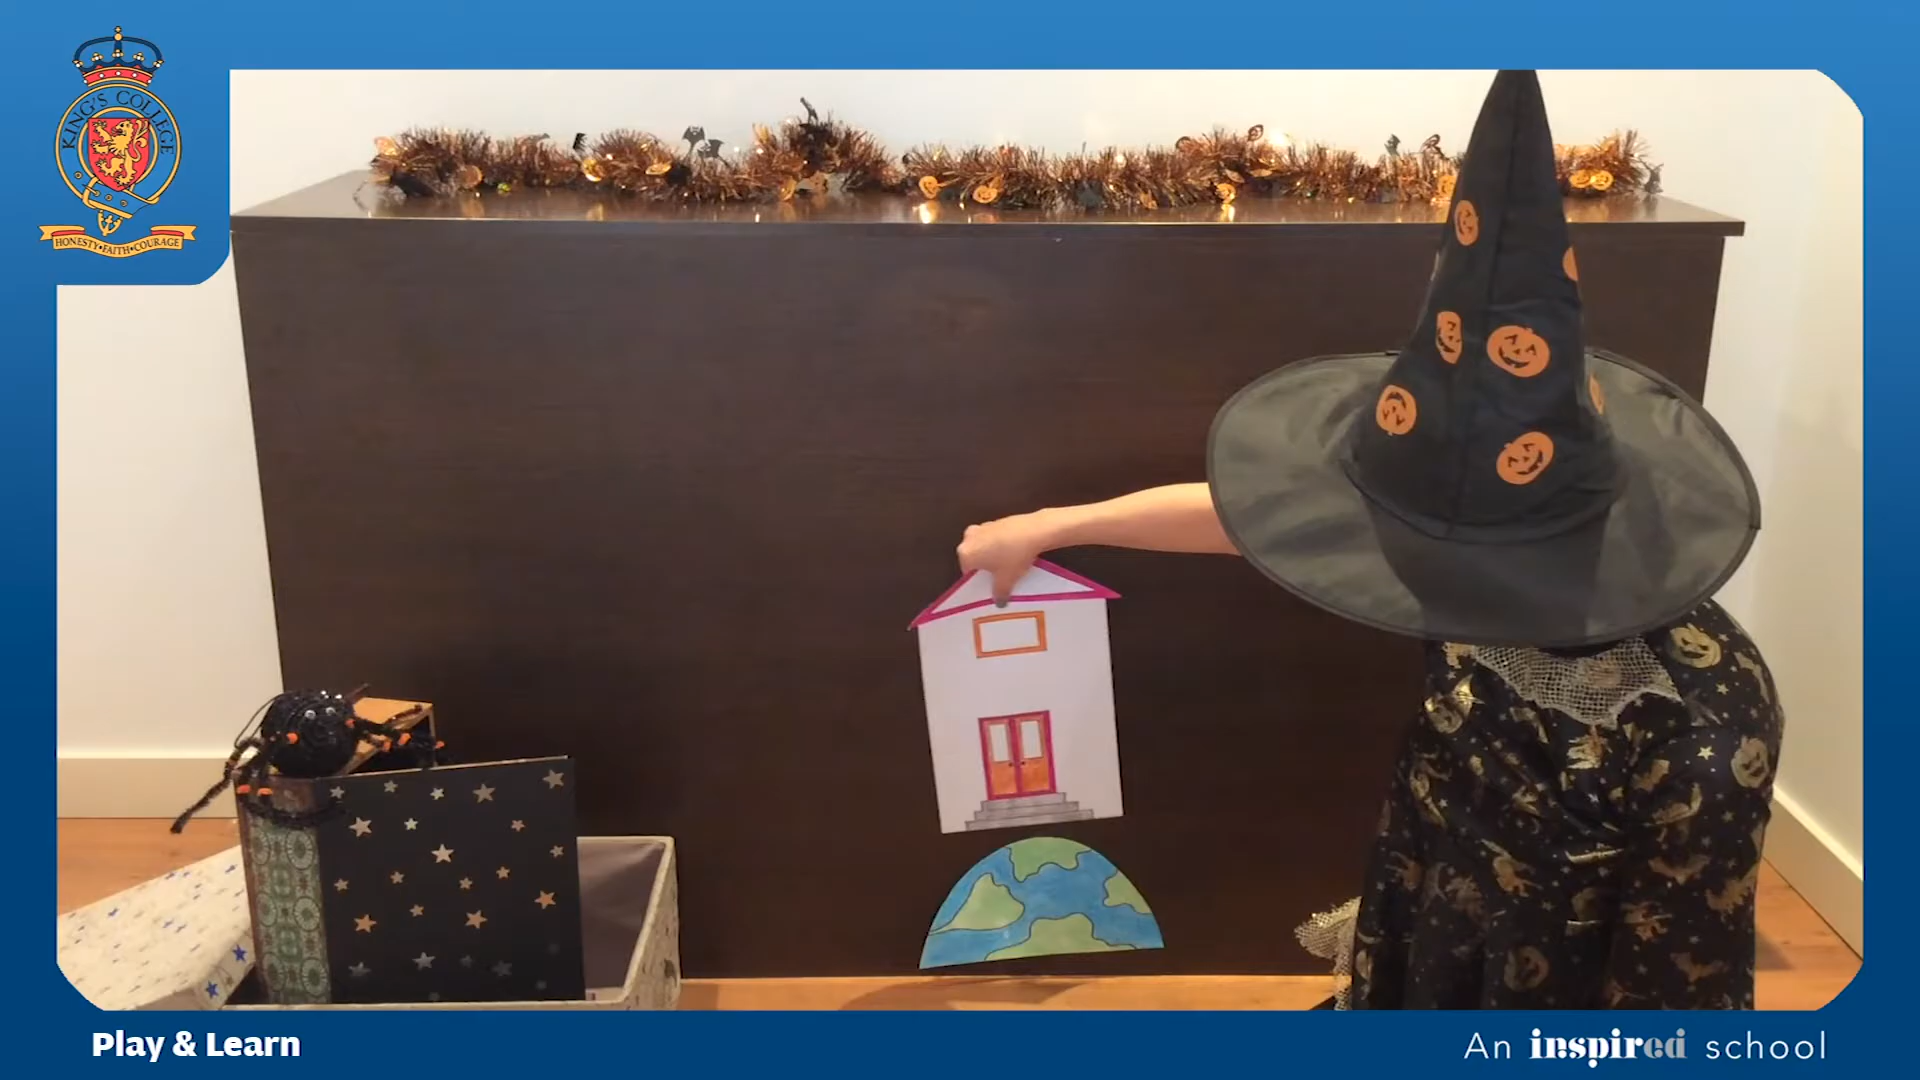 KING'S COLLEGE
HONESTY•FAITH•COURAGE
Play & Learn
An inspired school